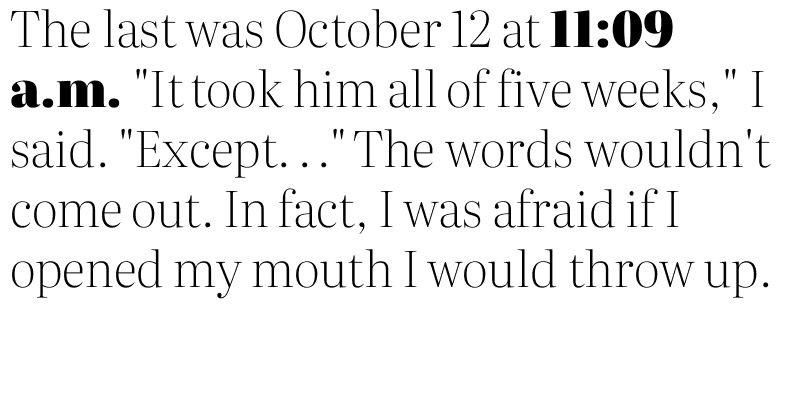 The last was October 12 at 11:09
a.m. "It took him all of five weeks," I
said. "Except. . ." The words wouldn't
come out. In fact, I was afraid if I
opened my mouth I would throw up.